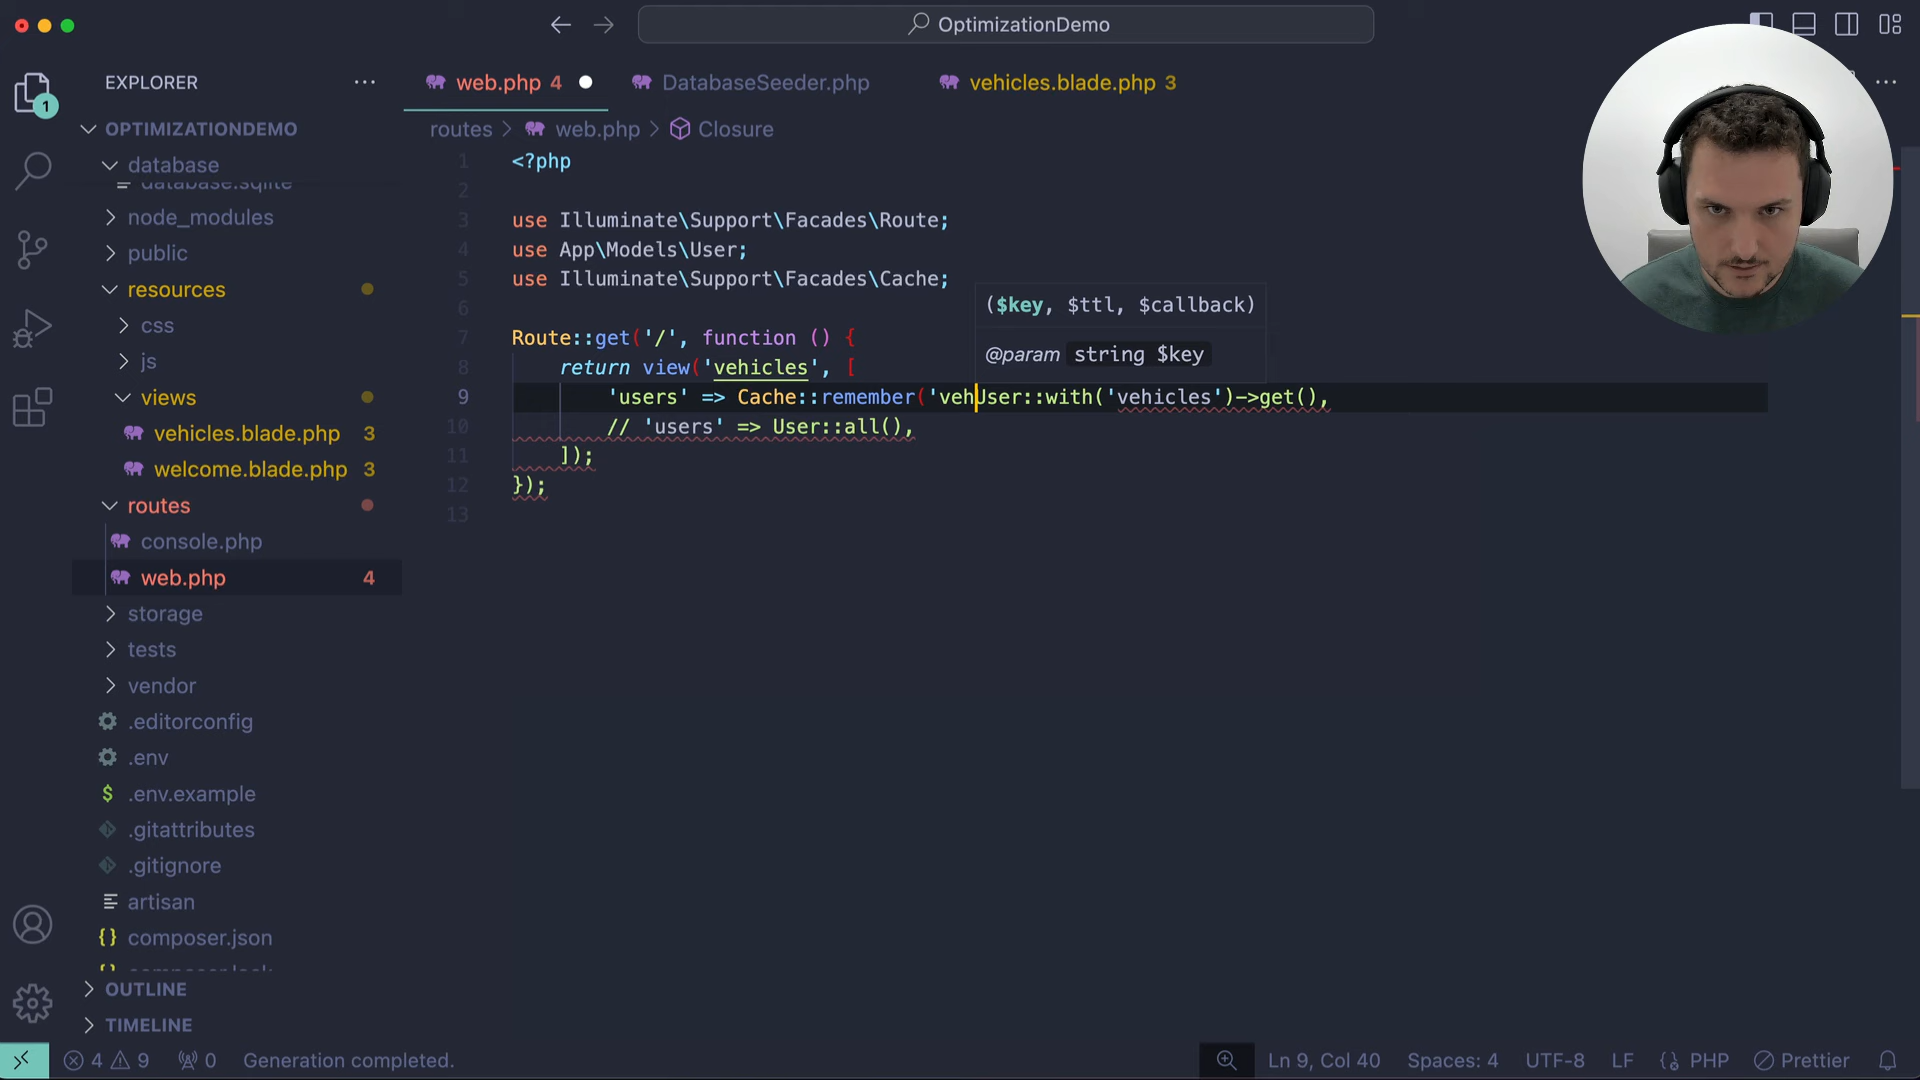 OptimizationDemo
EXPLORER
web.php 4
DatabaseSeeder.php
vehicles.blade.php 3
1
OPTIMIZATIONDEMO
routes > web.php > Closure
database
database.sqlite
node_modules
public
resources
css
js
views
vehicles.blade.php 3
welcome.blade.php 3
routes
console.php
web.php 4
storage
tests
vendor
.editorconfig
.env
.env.example
.gitattributes
.gitignore
artisan
composer.json
composer.lock
OUTLINE
TIMELINE
1 <?php
2
3 use Illuminate\Support\Facades\Route;
4 use App\Models\User;
5 use Illuminate\Support\Facades\Cache;
6
($key, $ttl, $callback)
@param string $key
7 Route::get('/', function () {
8 return view('vehicles', [
9 'users' => Cache::remember('vehUser::with('vehicles')->get(),
10 // 'users' => User::all(),
11 ]);
12 });
13
4 9 0 Generation completed. Ln 9, Col 40 Spaces: 4 UTF-8 LF {} PHP Prettier